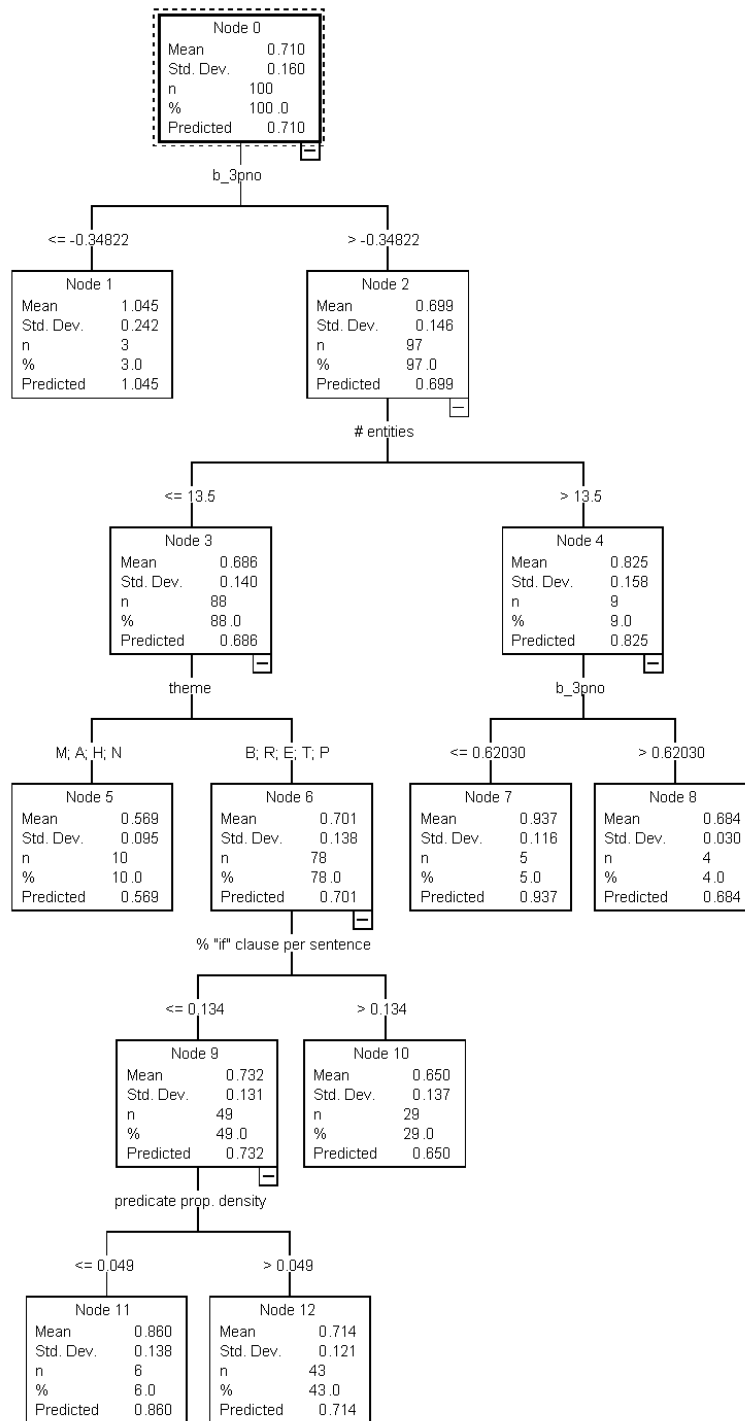 Node 0
Mean 0.710
Std. Dev. 0.160
n 100
% 100.0
Predicted 0.710
b_3pno
<= -0.34822
> -0.34822
Node 1
Mean 1.045
Std. Dev. 0.242
n 3
% 3.0
Predicted 1.045
Node 2
Mean 0.699
Std. Dev. 0.146
n 97
% 97.0
Predicted 0.699
# entities
<= 13.5
> 13.5
Node 3
Mean 0.686
Std. Dev. 0.140
n 88
% 88.0
Predicted 0.686
Node 4
Mean 0.825
Std. Dev. 0.158
n 9
% 9.0
Predicted 0.825
theme
b_3pno
M; A; H; N
B; R; E; T; P
<= 0.62030
> 0.62030
Node 5
Mean 0.569
Std. Dev. 0.095
n 10
% 10.0
Predicted 0.569
Node 6
Mean 0.701
Std. Dev. 0.138
n 78
% 78.0
Predicted 0.701
Node 7
Mean 0.937
Std. Dev. 0.116
n 5
% 5.0
Predicted 0.937
Node 8
Mean 0.684
Std. Dev. 0.030
n 4
% 4.0
Predicted 0.684
% "if" clause per sentence
<= 0.134
> 0.134
Node 9
Mean 0.732
Std. Dev. 0.131
n 49
% 49.0
Predicted 0.732
Node 10
Mean 0.650
Std. Dev. 0.137
n 29
% 29.0
Predicted 0.650
predicate prop. density
<= 0.049
> 0.049
Node 11
Mean 0.860
Std. Dev. 0.138
n 6
% 6.0
Predicted 0.860
Node 12
Mean 0.714
Std. Dev. 0.121
n 43
% 43.0
Predicted 0.714